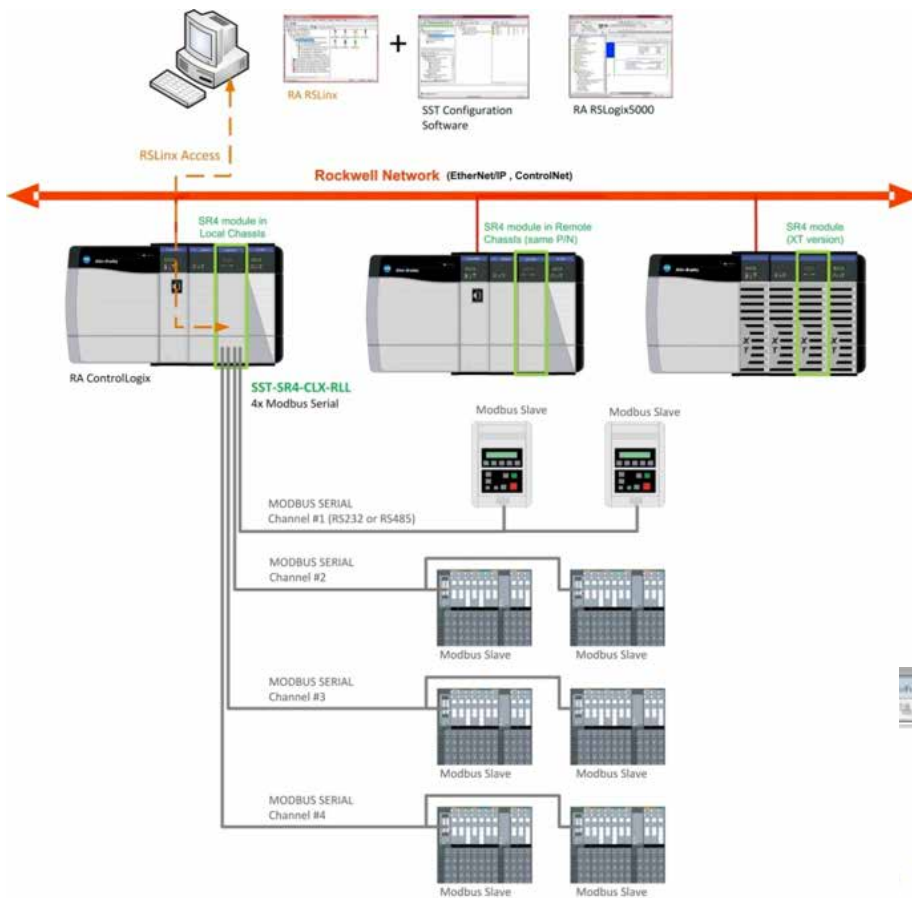 RA RSLinx
+
SST Configuration
Software
RA RSLogix5000
RSLinx Access
Rockwell Network (EtherNet/IP , ControlNet)
SR4 module in
Local Chassis
SR4 module in Remote
Chassis (same P/N)
SR4 module
(XT version)
RA ControlLogix
SST-SR4-CLX-RLL
4x Modbus Serial
Modbus Slave
Modbus Slave
MODBUS SERIAL
Channel #1 (RS232 or RS485)
MODBUS SERIAL
Channel #2
Modbus Slave
Modbus Slave
MODBUS SERIAL
Channel #3
Modbus Slave
Modbus Slave
MODBUS SERIAL
Channel #4
Modbus Slave
Modbus Slave